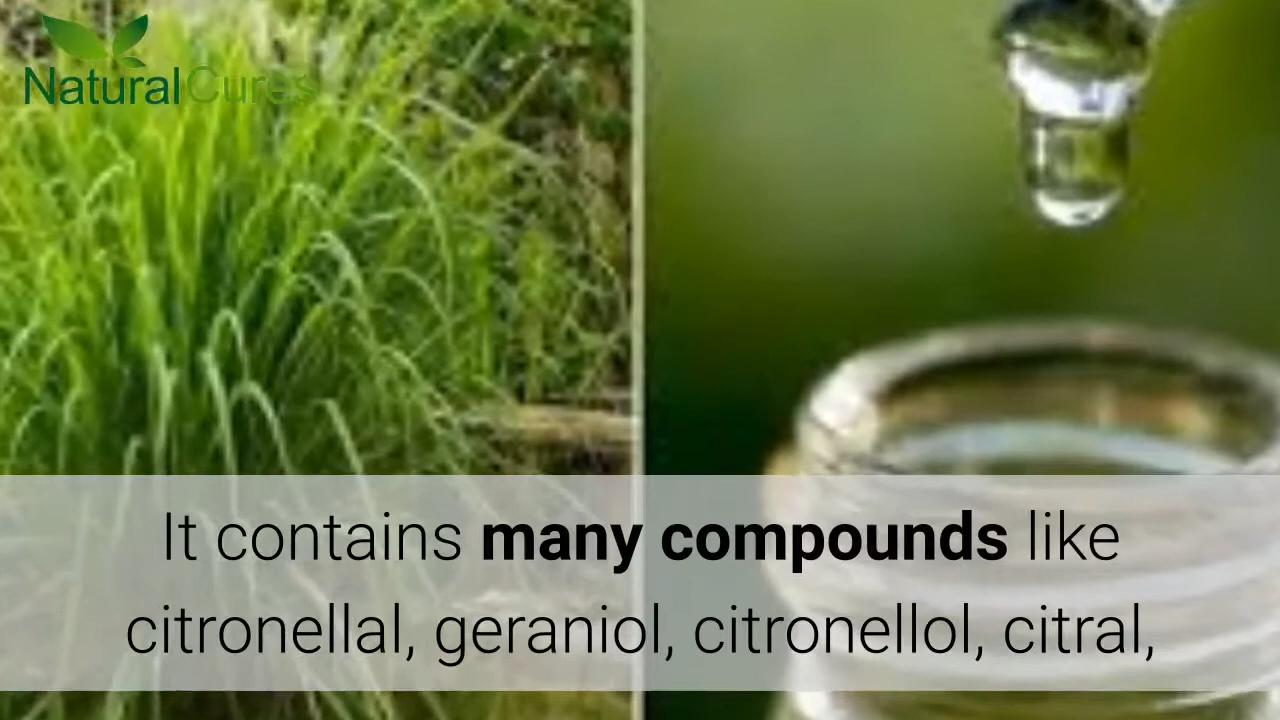 NaturalCures
It contains many compounds like
citronellal, geraniol, citronellol, citral,